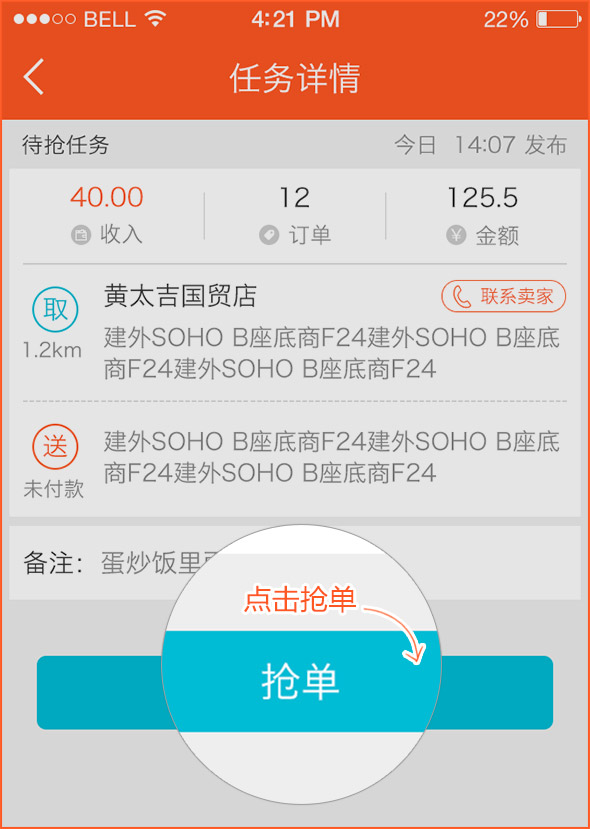 BELL 4:21 PM 22%
任务详情
待抢任务 今日 14:07 发布
40.00 12 125.5
收入 订单 金额
取 黄太吉国贸店 联系卖家
1.2km 建外SOHO B座底商F24建外SOHO B座底
商F24建外SOHO B座底商F24
送 建外SOHO B座底商F24建外SOHO B座底
商F24建外SOHO B座底商F24
未付款
备注: 蛋炒饭里
点击抢单
抢单